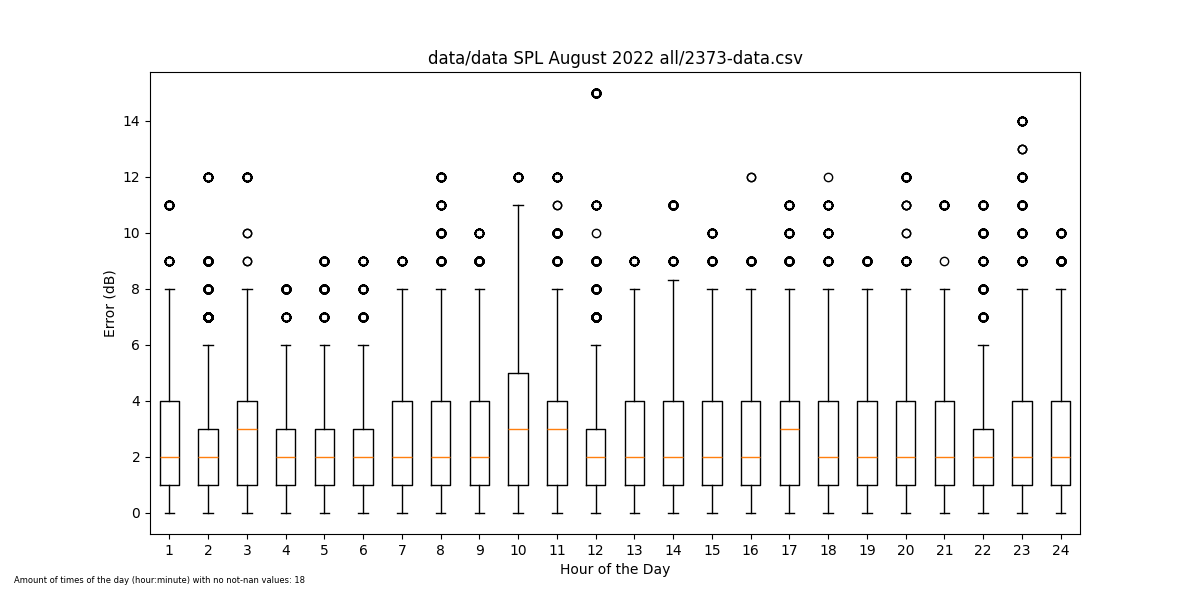 data/data SPL August 2022 all/2373-data.csv
14
12
10
8
6
4
2
0
Error (dB)
1 2 3 4 5 6 7 8 9 10 11 12 13 14 15 16 17 18 19 20 21 22 23 24
Hour of the Day
Amount of times of the day (hour:minute) with no not-nan values: 18